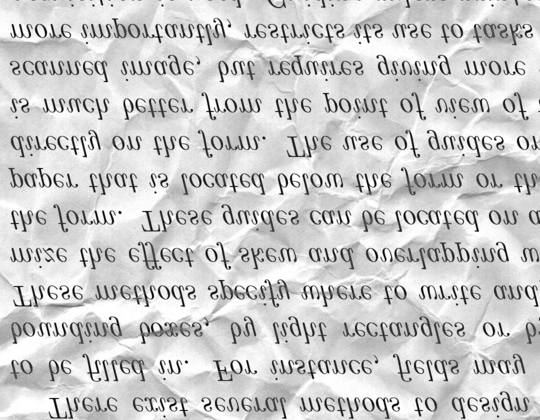 There exist several methods to design
to be filled in. For instance, fields may
bounding boxes, by light rectangles or b
These methods specify where to write and
mize the effect of skew and overlapping w
the form. These guides can be located on a
paper that is located below the form or th
directly on the form. The use of guides on
is much better from the point of view of
scanned image, but requires giving more
more importantly, restricts its use to tasks